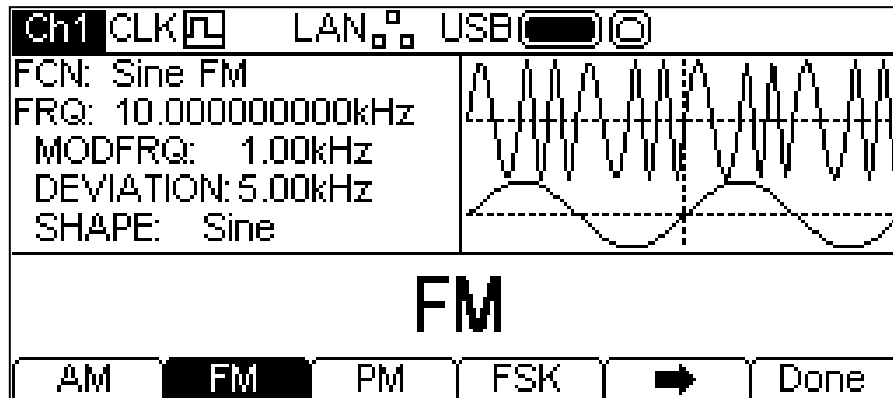 Ch1 CLK LAN USB
FCN: Sine FM
FRQ: 10.000000000kHz
MODFRQ: 1.00kHz
DEVIATION: 5.00kHz
SHAPE: Sine
FM
AM FM PM FSK Done